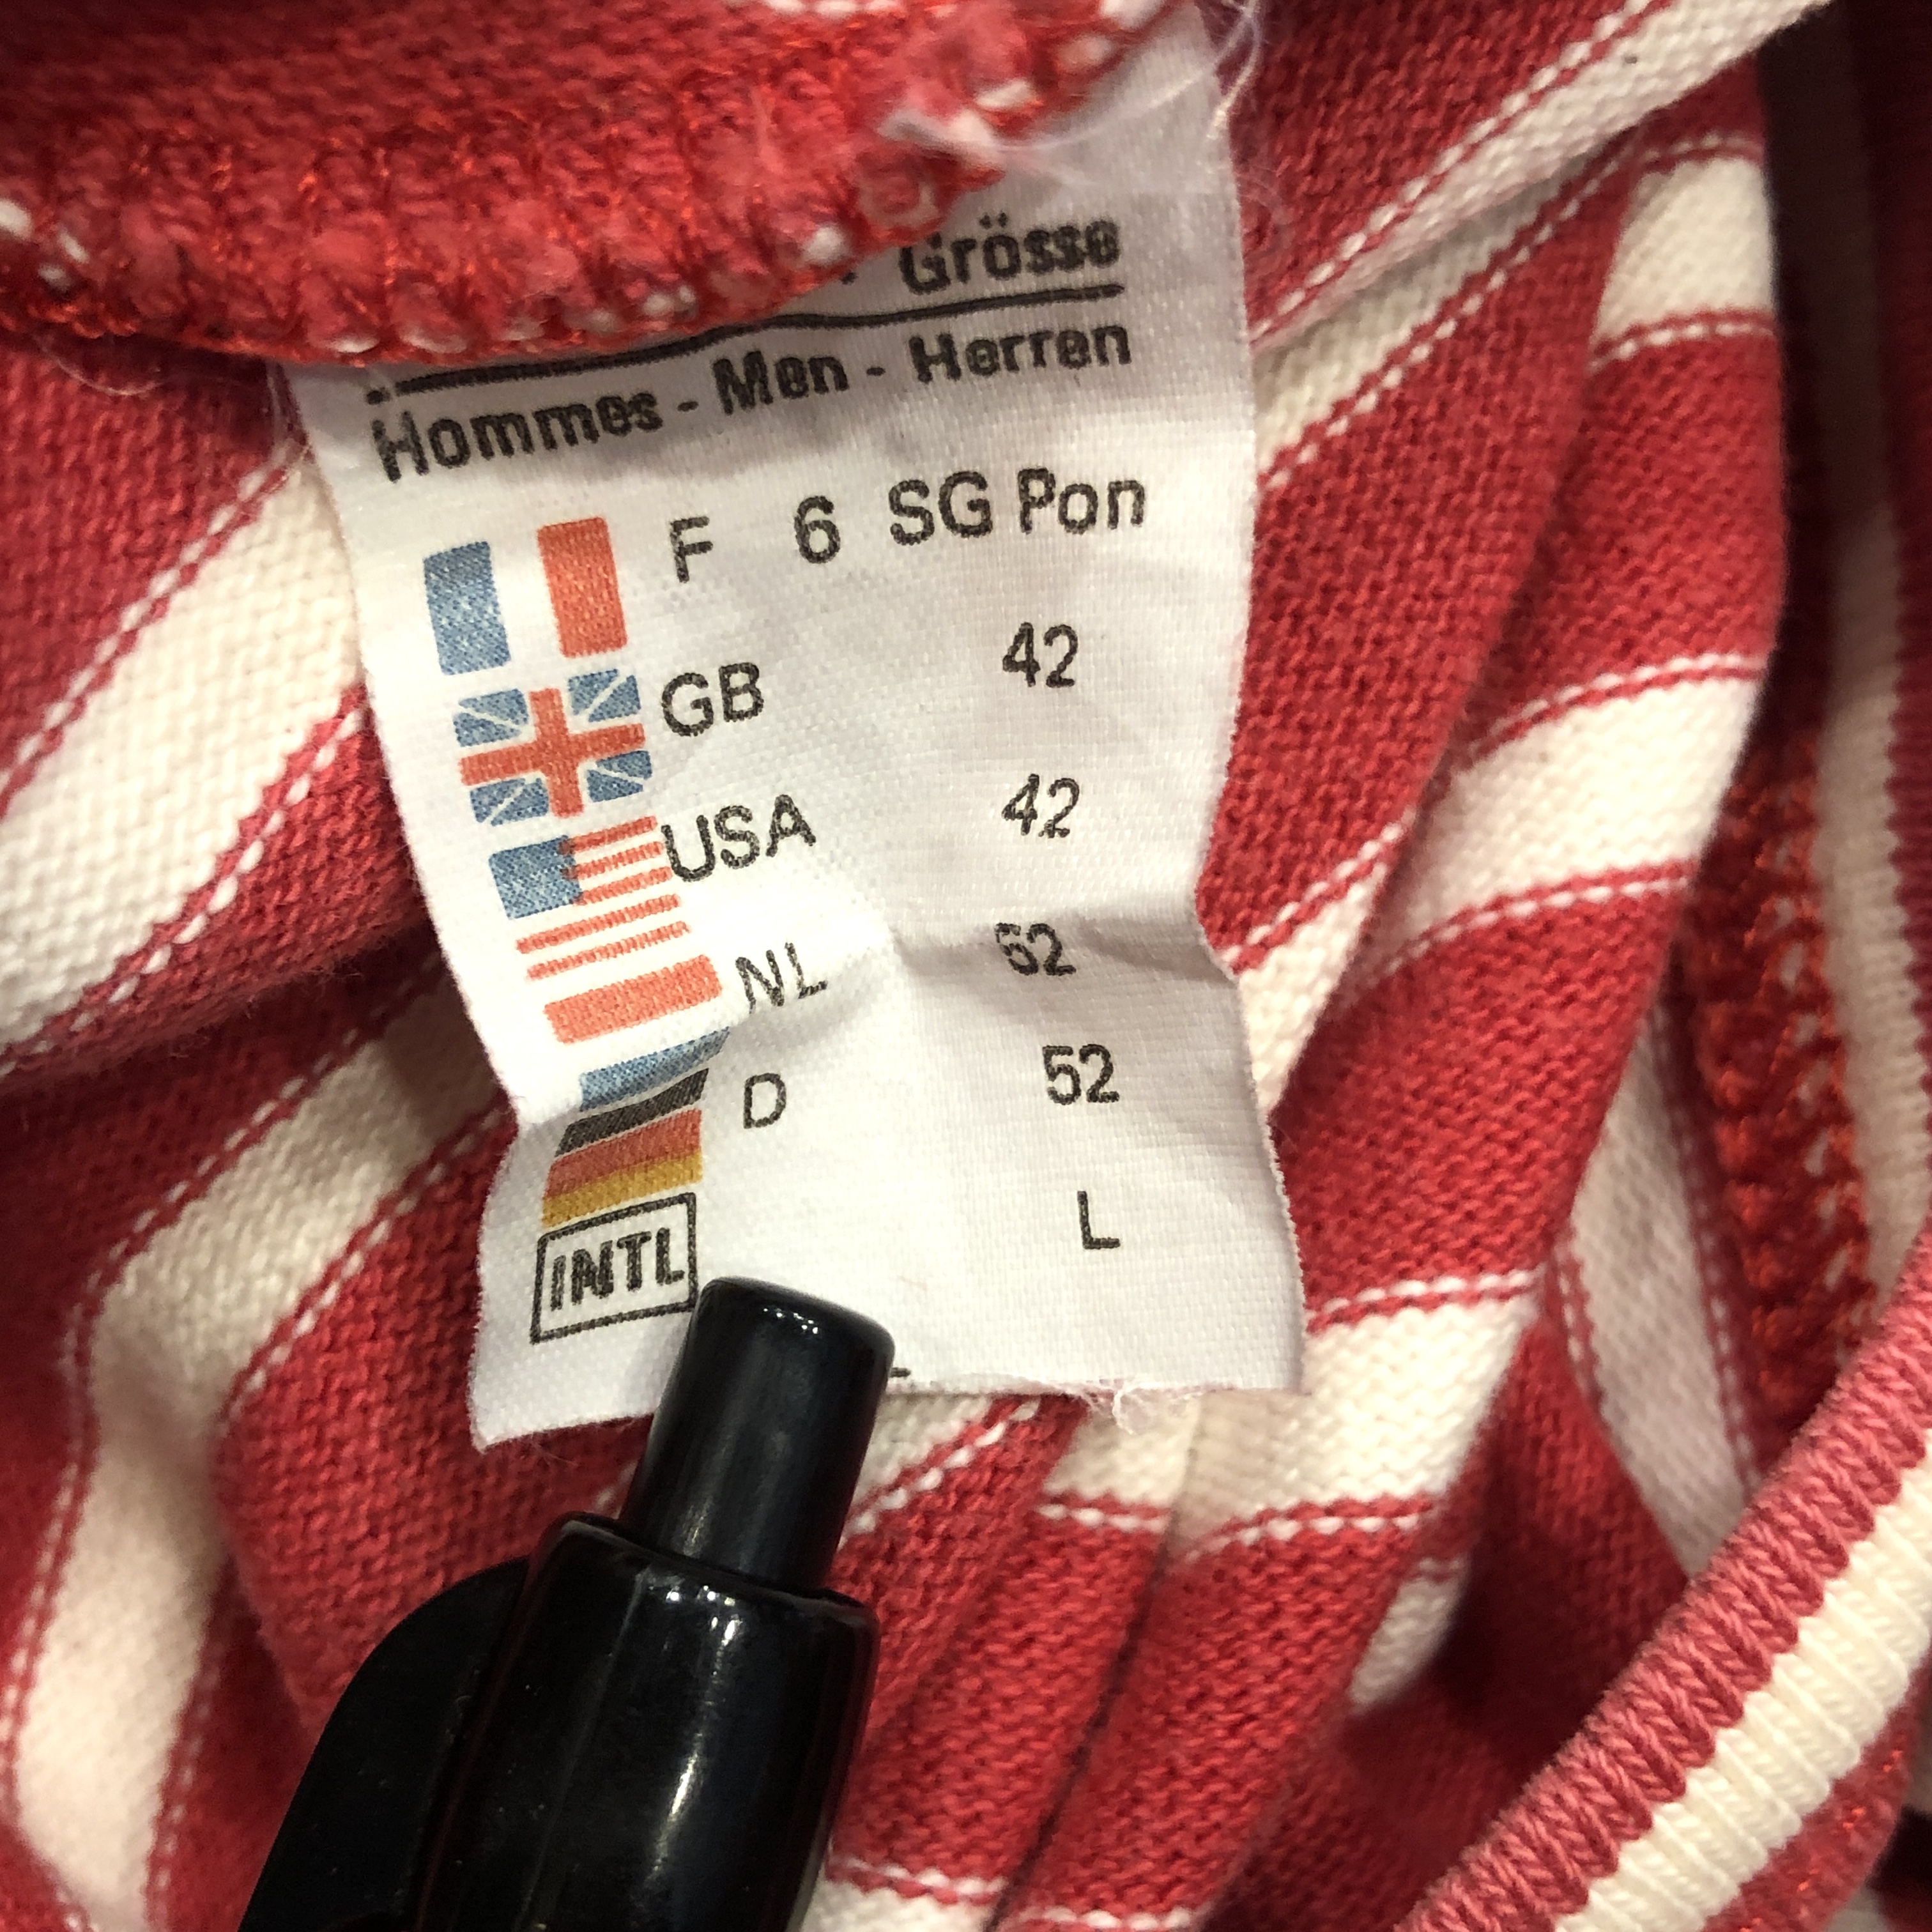 Grösse
Hommes - Men - Herren
F 6 SG Pon
GB 42
USA 42
NL 52
D 52
INTL L